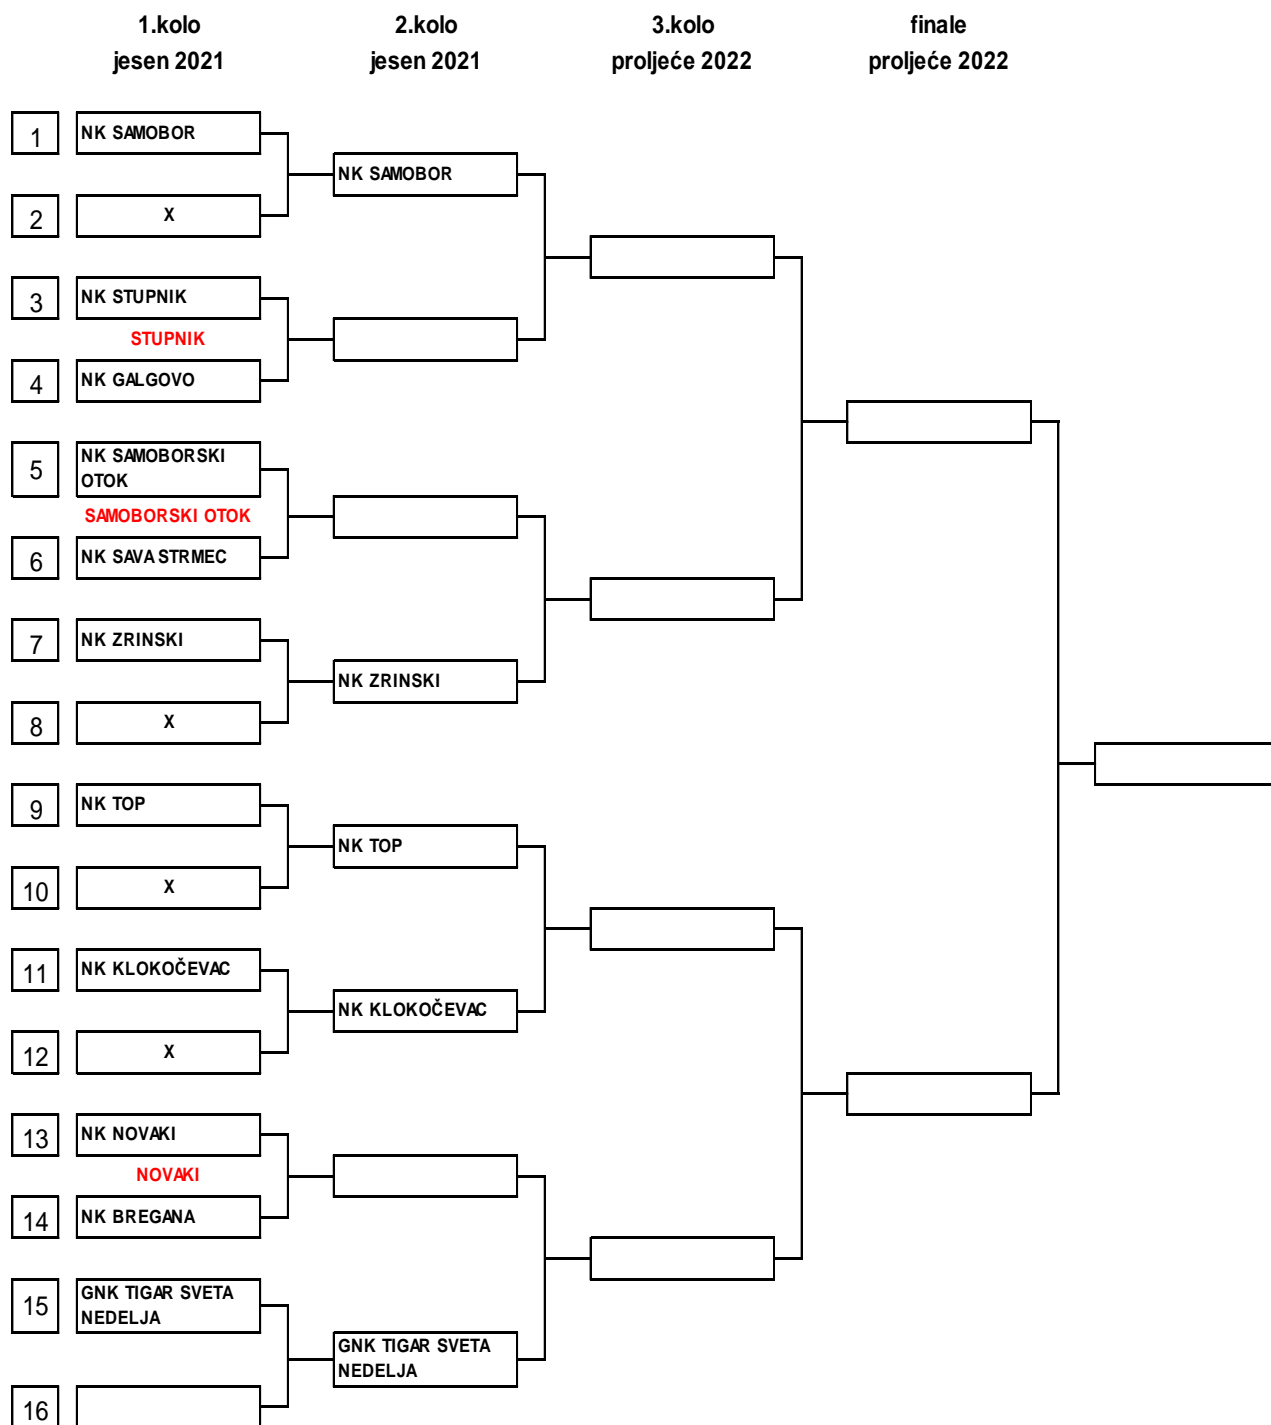 1.kolo 2.kolo 3.kolo finale
jesen 2021 jesen 2021 proljeće 2022 proljeće 2022
1 NK SAMOBOR
NK SAMOBOR
2 X
3 NK STUPNIK
STUPNIK
4 NK GALGOVO
5 NK SAMOBORSKI
OTOK
SAMOBORSKI OTOK
6 NK SAVA STRMEC
7 NK ZRINSKI
NK ZRINSKI
8 X
9 NK TOP
NK TOP
10 X
11 NK KLOKOČEVAC
NK KLOKOČEVAC
12 X
13 NK NOVAKI
NOVAKI
14 NK BREGANA
15 GNK TIGAR SVETA
NEDELJA
GNK TIGAR SVETA
NEDELJA
16